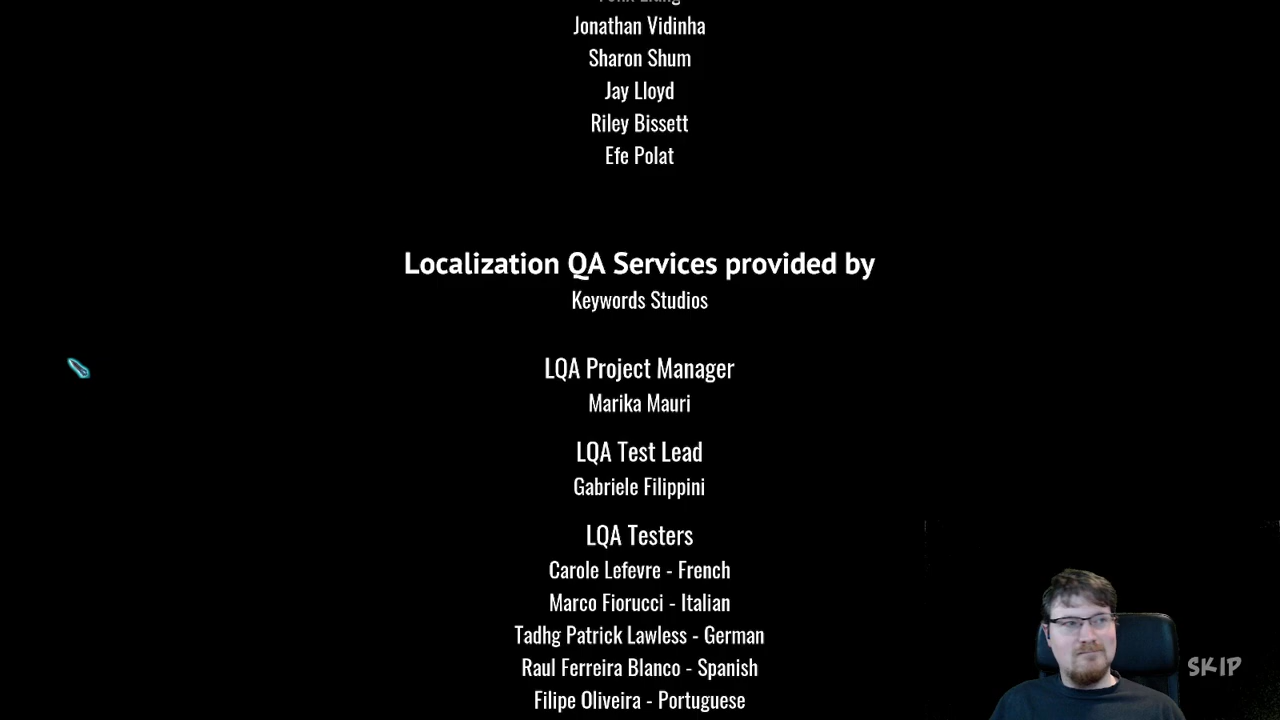 Jonathan Vidinha
Sharon Shum
Jay Lloyd
Riley Bissett
Efe Polat
Localization QA Services provided by
Keywords Studios
LQA Project Manager
Marika Mauri
LQA Test Lead
Gabriele Filippini
LQA Testers
Carole Lefevre - French
Marco Fiorucci - Italian
Tadhg Patrick Lawless - German
Raul Ferreira Blanco - Spanish
Filipe Oliveira - Portuguese
SKIP